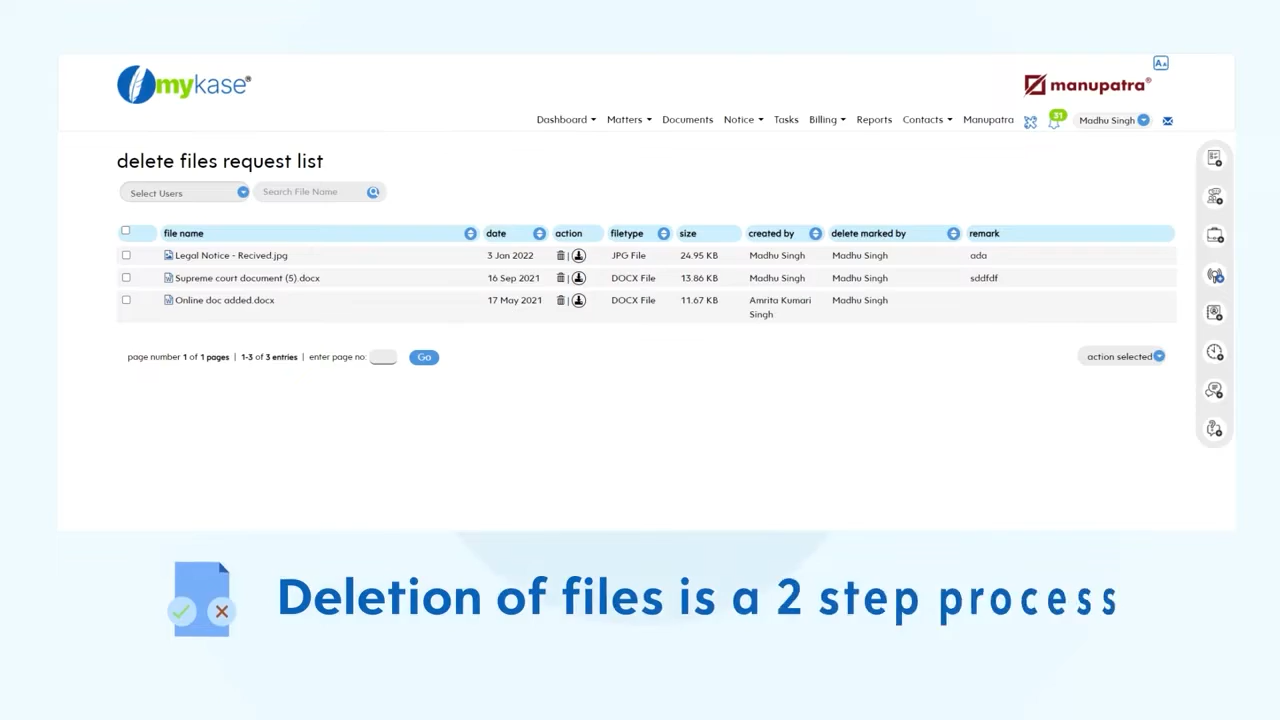 mykase®
manupatra®
AA
Dashboard Matters Documents Notice Tasks Billing Reports Contacts Manupatra 31 Madhu Singh
delete files request list
Select Users Search File Name
file name date action filetype size created by delete marked by remark
Legal Notice - Recived.jpg 3 Jan 2022 | JPG File 24.95 KB Madhu Singh Madhu Singh ada
Supreme court document (5).docx 16 Sep 2021 | DOCX File 13.86 KB Madhu Singh Madhu Singh sddfdf
Online doc added.docx 17 May 2021 | DOCX File 11.67 KB Amrita Kumari Madhu Singh
Singh
page number 1 of 1 pages | 1-3 of 3 entries | enter page no: Go action selected
Deletion of files is a 2 step process